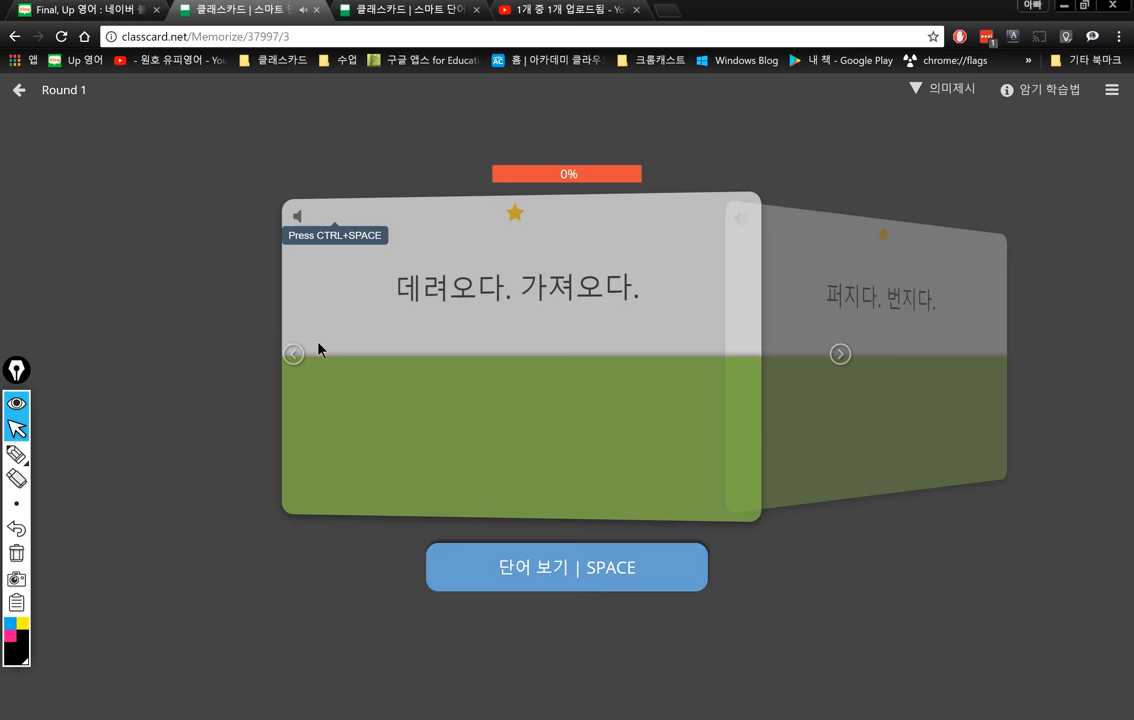 Final, Up 영어 : 네이버 블
클래스카드 | 스마트 단
클래스카드 | 스마트 단어
1개 중 1개 업로드됨 - Yo
아빠
classcard.net/Memorize/37997/3
앱
Up 영어
- 원호 유피영어 - You
클래스카드
수업
구글 앱스 for Educati
홈 | 아카데미 클라우
크롬캐스트
Windows Blog
내 책 - Google Play
chrome://flags
»
기타 북마크
Round 1
의미제시
암기 학습법
0%
Press CTRL+SPACE
데려오다. 가져오다.
퍼지다. 번지다.
단어 보기 | SPACE